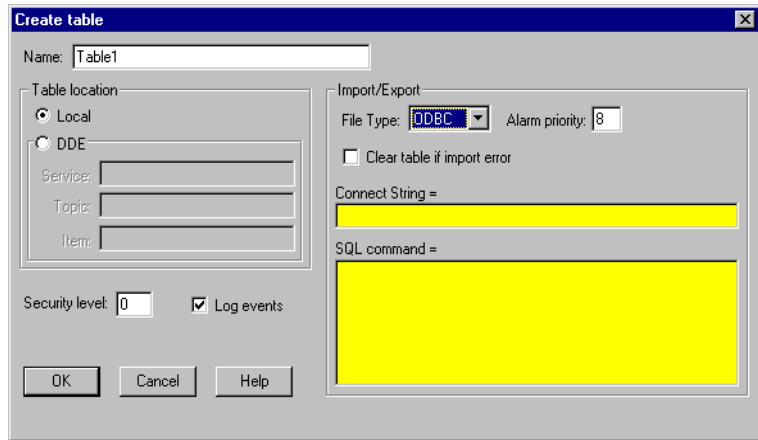 Create table
Name: Table1
Table location
Local
DDE
Service:
Topic:
Item:
Security level: 0
Log events
OK Cancel Help
Import/Export
File Type: ODBC Alarm priority: 8
Clear table if import error
Connect String =
SQL command =